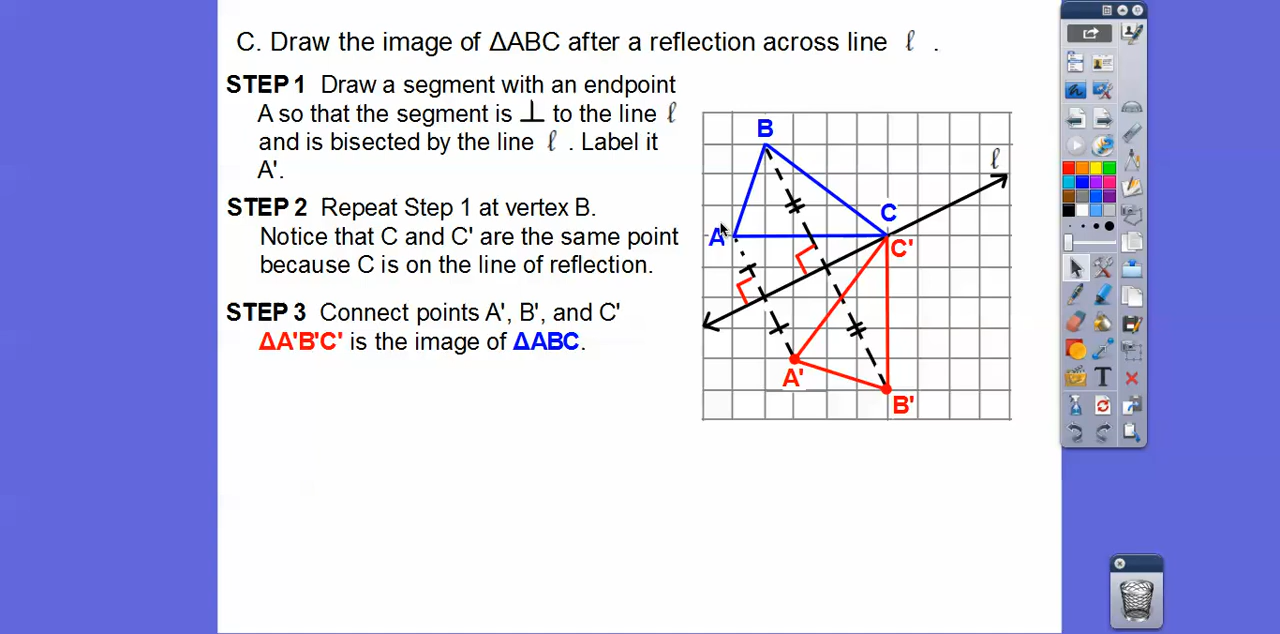 C. Draw the image of ΔABC after a reflection across line ℓ .
STEP 1 Draw a segment with an endpoint
A so that the segment is ⊥ to the line ℓ
and is bisected by the line ℓ . Label it
A'.
STEP 2 Repeat Step 1 at vertex B.
Notice that C and C' are the same point
because C is on the line of reflection.
STEP 3 Connect points A', B', and C'
ΔA'B'C' is the image of ΔABC.
B
ℓ
C
A
C'
A'
B'
T